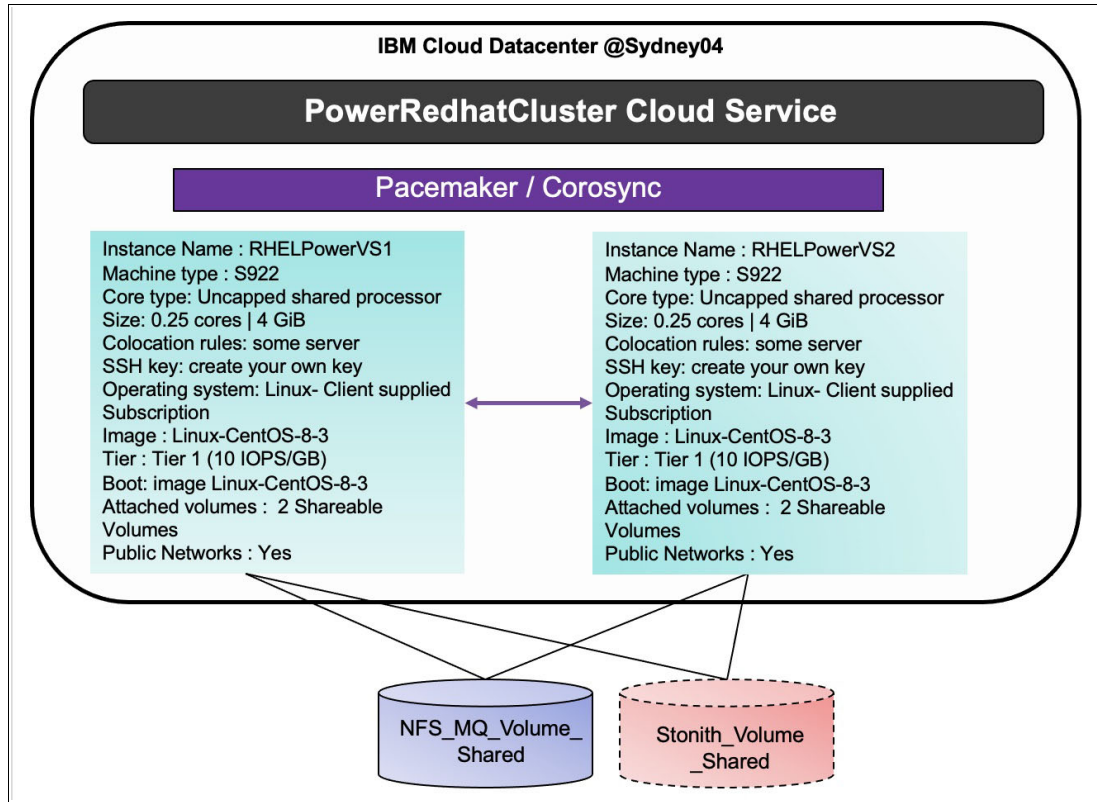 IBM Cloud Datacenter @Sydney04
PowerRedhatCluster Cloud Service
Pacemaker / Corosync
Instance Name : RHELPowerVS1
Machine type : S922
Core type: Uncapped shared processor
Size: 0.25 cores | 4 GiB
Colocation rules: some server
SSH key: create your own key
Operating system: Linux- Client supplied
Subscription
Image : Linux-CentOS-8-3
Tier : Tier 1 (10 IOPS/GB)
Boot: image Linux-CentOS-8-3
Attached volumes :  2 Shareable
Volumes
Public Networks : Yes
Instance Name : RHELPowerVS2
Machine type : S922
Core type: Uncapped shared processor
Size: 0.25 cores | 4 GiB
Colocation rules: some server
SSH key: create your own key
Operating system: Linux- Client supplied
Subscription
Image : Linux-CentOS-8-3
Tier : Tier 1 (10 IOPS/GB)
Boot: image Linux-CentOS-8-3
Attached volumes :  2 Shareable
Volumes
Public Networks : Yes
NFS_MQ_Volume_
Shared
Stonith_Volume
_Shared